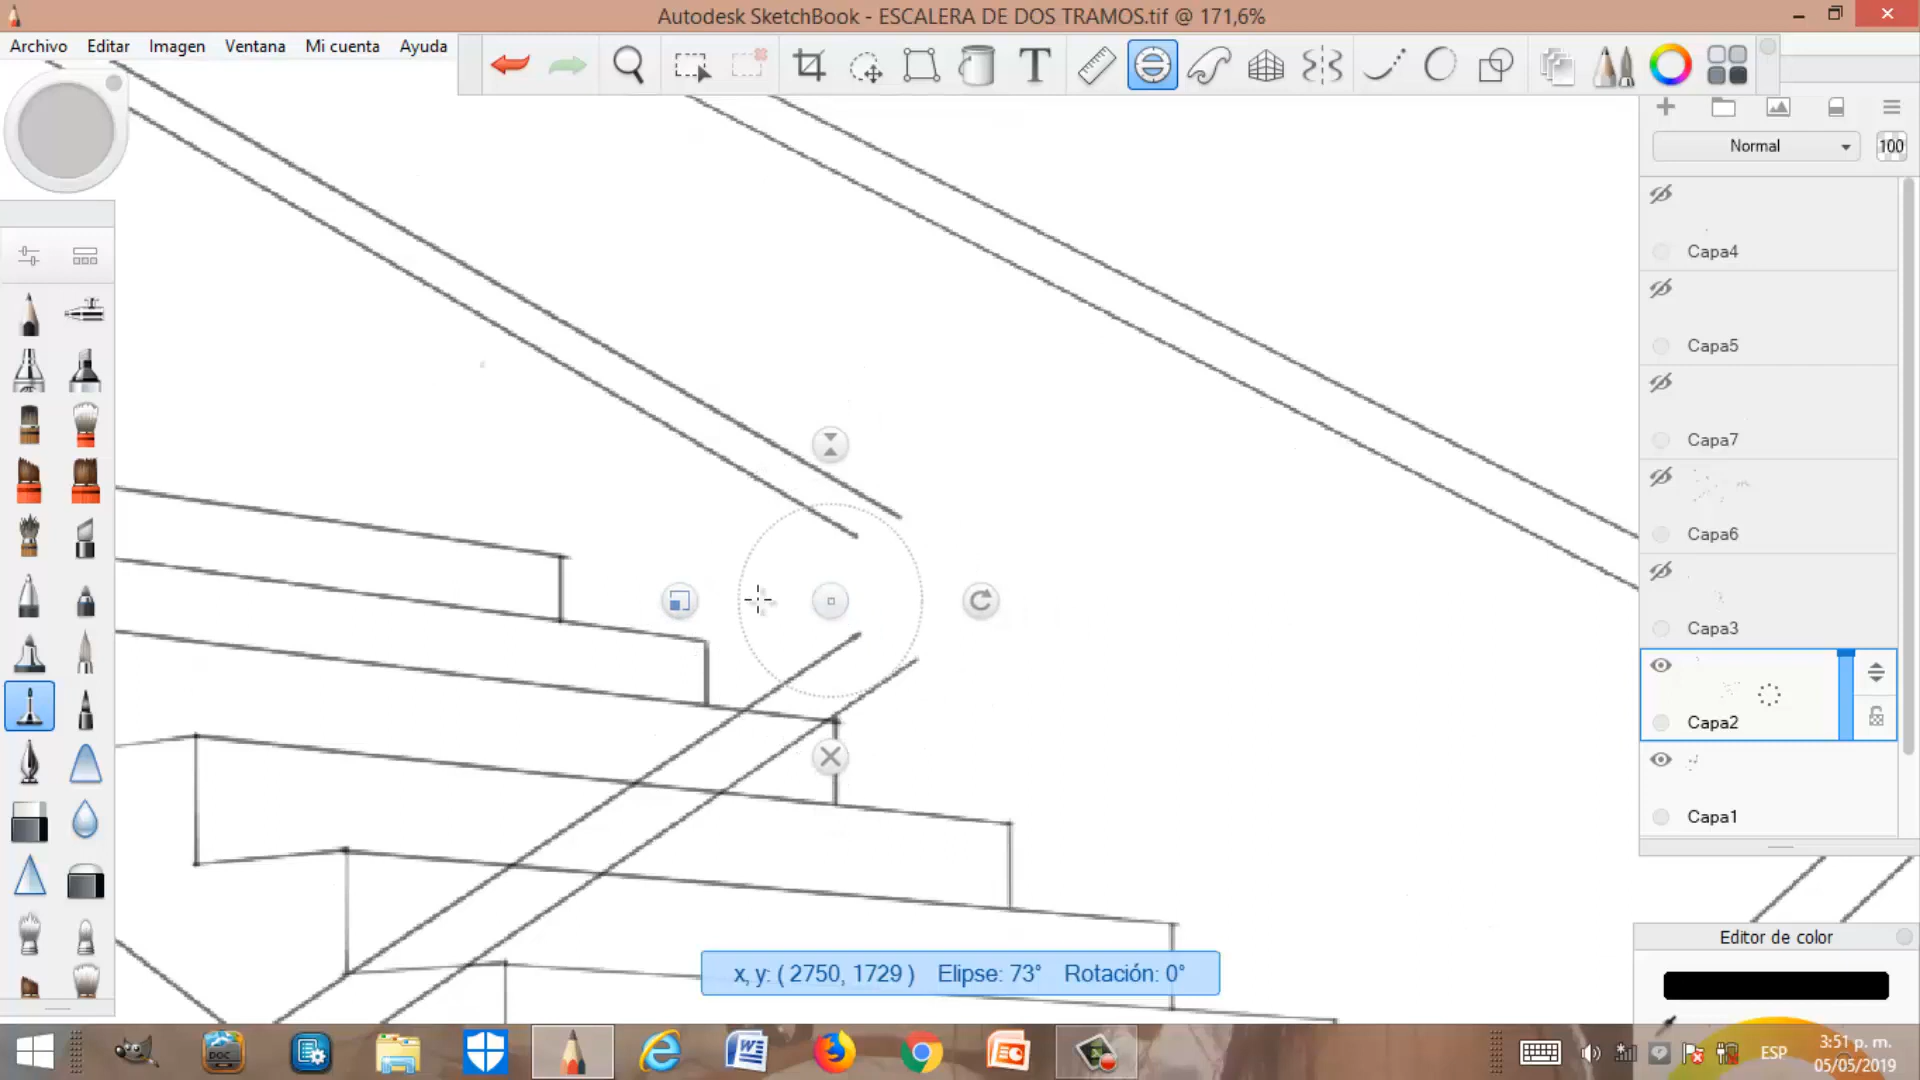 Autodesk SketchBook - ESCALERA DE DOS TRAMOS.tif @ 171,6%
Archivo Editar Imagen Ventana Mi cuenta Ayuda
T
Normal 100
Capa4
Capa5
Capa7
Capa6
Capa3
Capa2
Capa1
Editor de color
x, y: ( 2750, 1729 ) Elipse: 73° Rotación: 0°
DOC
ESP
3:51 p. m.
05/05/2019